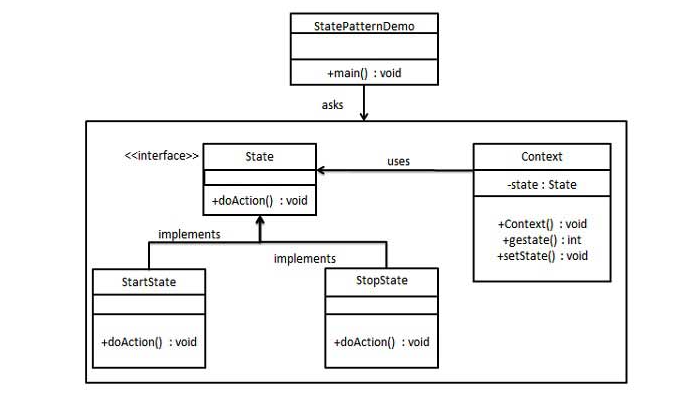 StatePatternDemo
+main() : void
asks
<<interface>>
State
+doAction() : void
uses
Context
-state : State
+Context() : void
+gestate() : int
+setState() : void
implements
implements
StartState
+doAction() : void
StopState
+doAction() : void